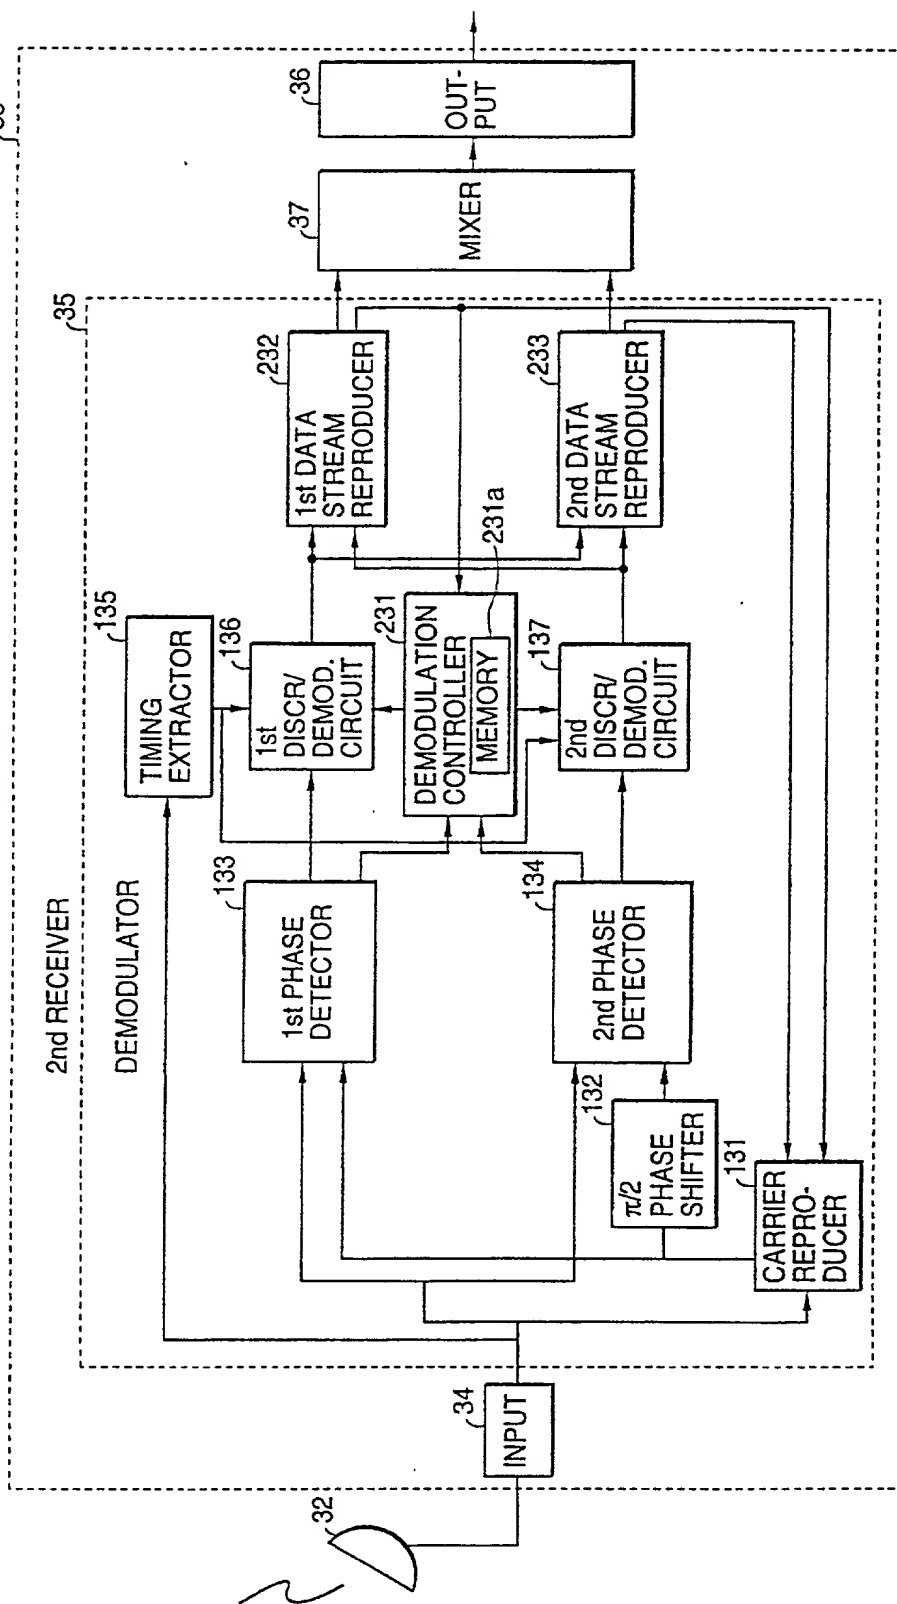 2nd RECEIVER
35
DEMODULATOR
135
TIMING
EXTRACTOR
133
1st PHASE
DETECTOR
136
1st
DISCR/
DEMOD.
CIRCUIT
232
1st DATA
STREAM
REPRODUCER
37
MIXER
36
OUT-
PUT
32
34
INPUT
231
DEMODULATION
CONTROLLER
MEMORY
231a
134
2nd PHASE
DETECTOR
137
2nd
DISCR/
DEMOD.
CIRCUIT
233
2nd DATA
STREAM
REPRODUCER
132
π/2
PHASE
SHIFTER
131
CARRIER
REPRO-
DUCER